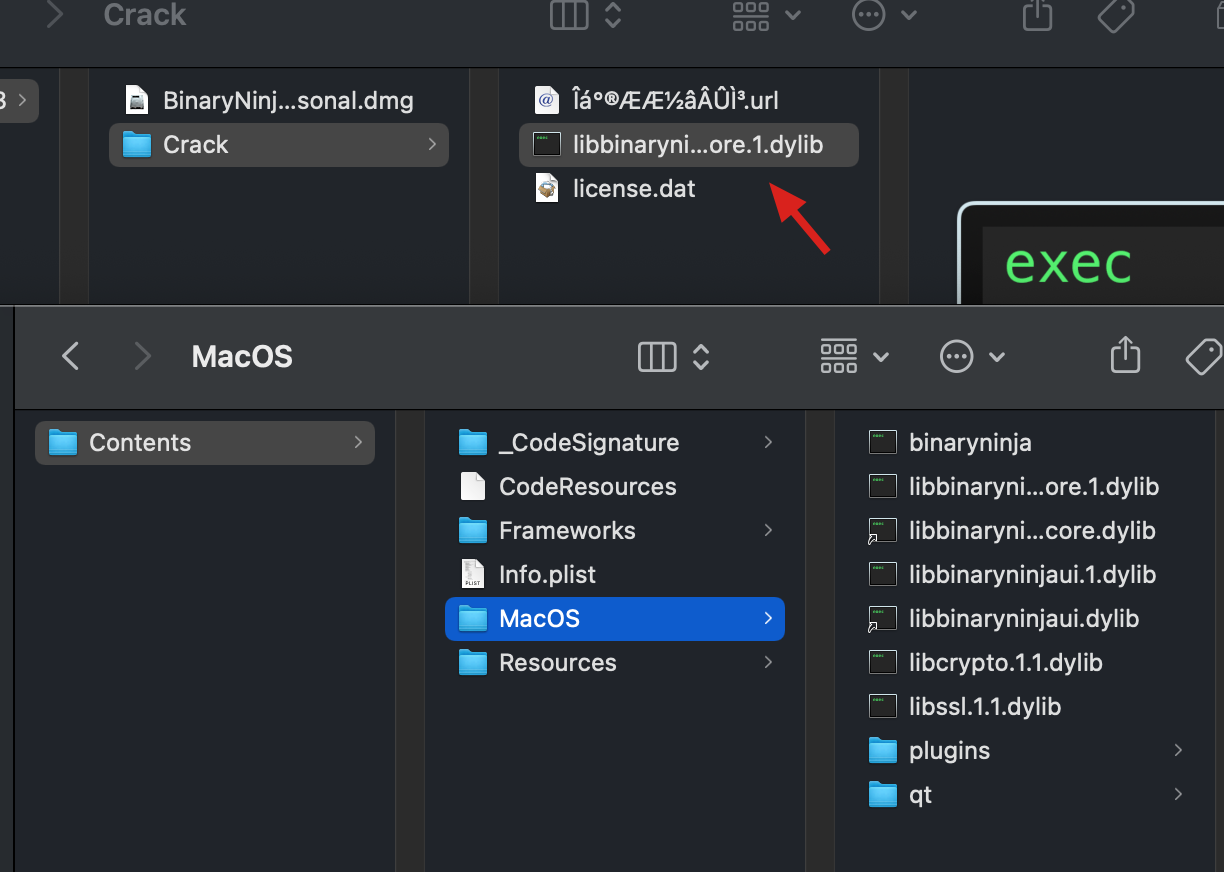 Crack
3
BinaryNinj...sonal.dmg
Crack
Îáº®ÆÆ½âÂÛÌ³.url
libbinaryni...ore.1.dylib
license.dat
exec
MacOS
Contents
_CodeSignature
CodeResources
Frameworks
Info.plist
MacOS
Resources
binaryninja
libbinaryni...ore.1.dylib
libbinaryni...core.dylib
libbinaryninjaui.1.dylib
libbinaryninjaui.dylib
libcrypto.1.1.dylib
libssl.1.1.dylib
plugins
qt